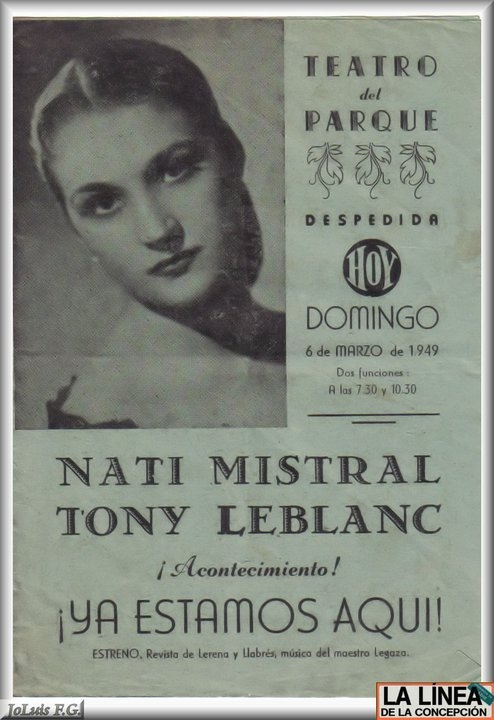 TEATRO
del
PARQUE
DESPEDIDA
HOY
DOMINGO
6 de MARZO de 1949
Dos funciones:
A las 7.30 y 10.30
NATI MISTRAL
TONY LEBLANC
¡Acontecimiento!
¡YA ESTAMOS AQUI!
ESTRENO, Revista de Lerena y Llabrés, música del maestro Legaza.
JoLuis F.G.
LA LÍNEA
DE LA CONCEPCIÓN